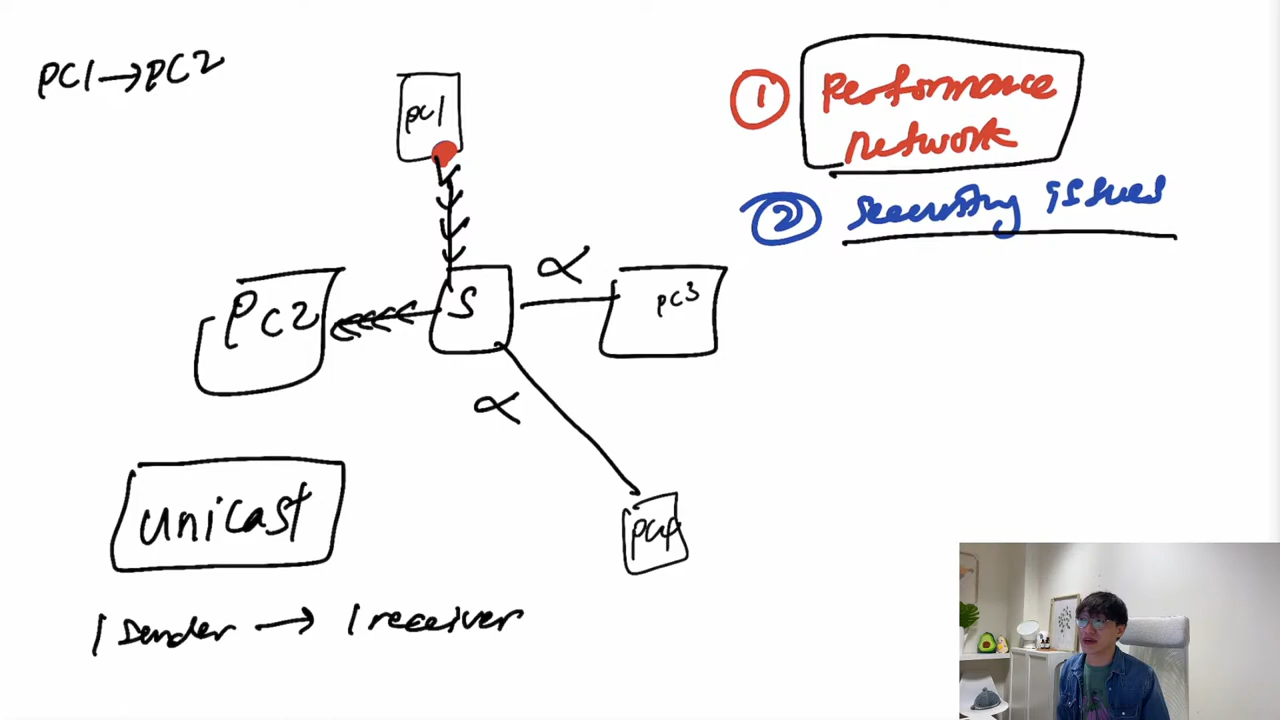 PC1→PC2
PC1
① Performance
network
② security issues
S
∝
PC3
PC2
∝
unicast
PC4
1 sender → 1 receiver